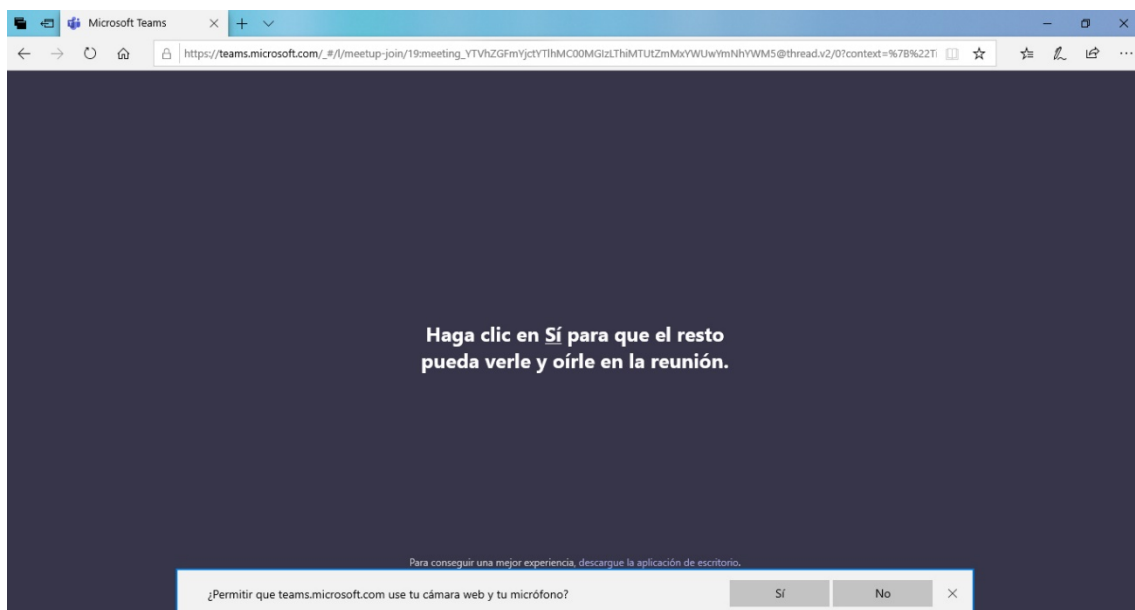 Microsoft Teams
https://teams.microsoft.com/_#/l/meetup-join/19:meeting_YTVhZGFmYjctYTlhMC00MGIzLThiMTUtZmMxYWUwYmNhYWM5@thread.v2/0?context=%7B%22Ti
Haga clic en Sí para que el resto
pueda verle y oírle en la reunión.
Para conseguir una mejor experiencia, descargue la aplicación de escritorio.
¿Permitir que teams.microsoft.com use tu cámara web y tu micrófono? Sí No